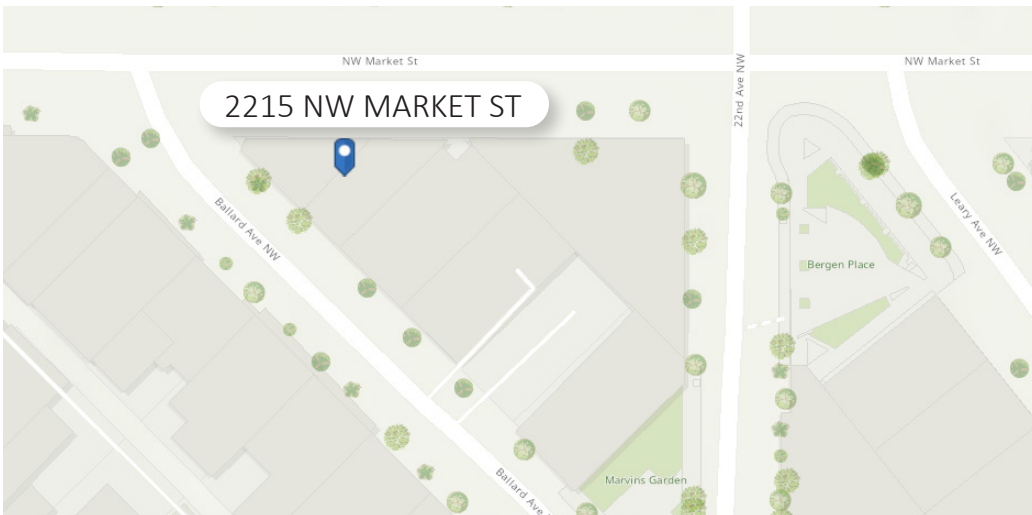 NW Market St
NW Market St
22nd Ave NW
2215 NW MARKET ST
Ballard Ave NW
Leary Ave NW
Bergen Place
Marvins Garden
Ballard Ave